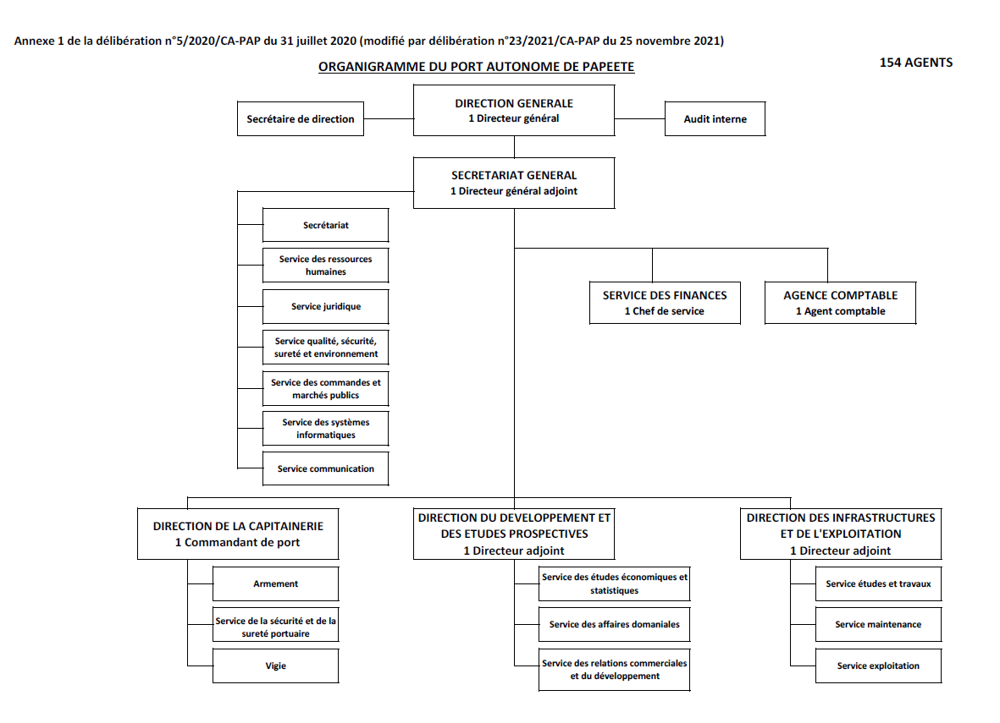 Annexe 1 de la délibération n°5/2020/CA-PAP du 31 juillet 2020 (modifié par délibération n°23/2021/CA-PAP du 25 novembre 2021)
154 AGENTS
ORGANIGRAMME DU PORT AUTONOME DE PAPEETE
DIRECTION GENERALE
1 Directeur général
Secrétaire de direction
Audit interne
SECRETARIAT GENERAL
1 Directeur général adjoint
Secrétariat
Service des ressources
humaines
Service juridique
Service qualité, sécurité,
sureté et environnement
Service des commandes et
marchés publics
Service des systèmes
informatiques
Service communication
SERVICE DES FINANCES
1 Chef de service
AGENCE COMPTABLE
1 Agent comptable
DIRECTION DE LA CAPITAINERIE
1 Commandant de port
Armement
Service de la sécurité et de la
sureté portuaire
Vigie
DIRECTION DU DEVELOPPEMENT ET
DES ETUDES PROSPECTIVES
1 Directeur adjoint
Service des études économiques et
statistiques
Service des affaires domaniales
Service des relations commerciales
et du développement
DIRECTION DES INFRASTRUCTURES
ET DE L'EXPLOITATION
1 Directeur adjoint
Service études et travaux
Service maintenance
Service exploitation